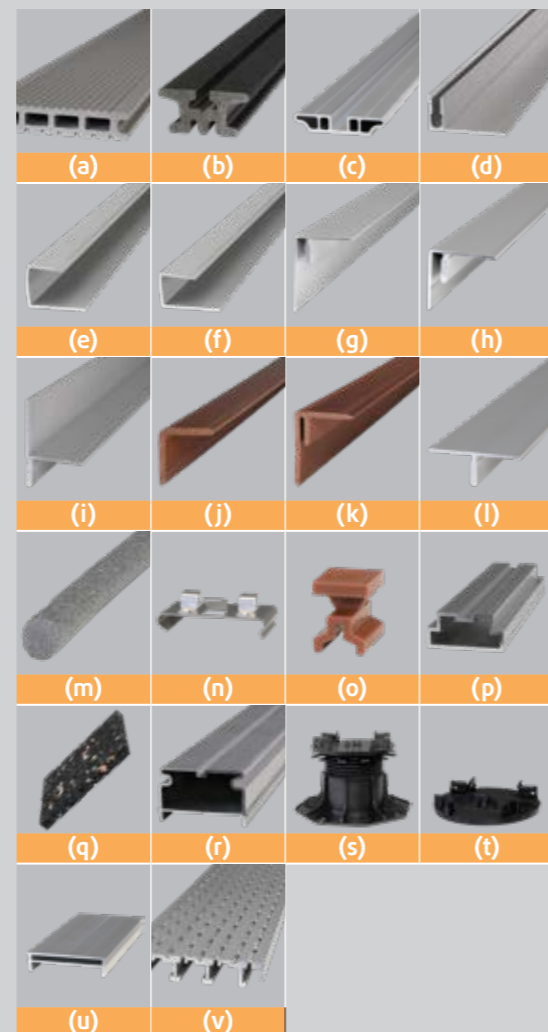 (a) (b) (c) (d)
(e) (f) (g) (h)
(i) (j) (k) (l)
(m) (n) (o) (p)
(q) (r) (s) (t)
(u) (v)